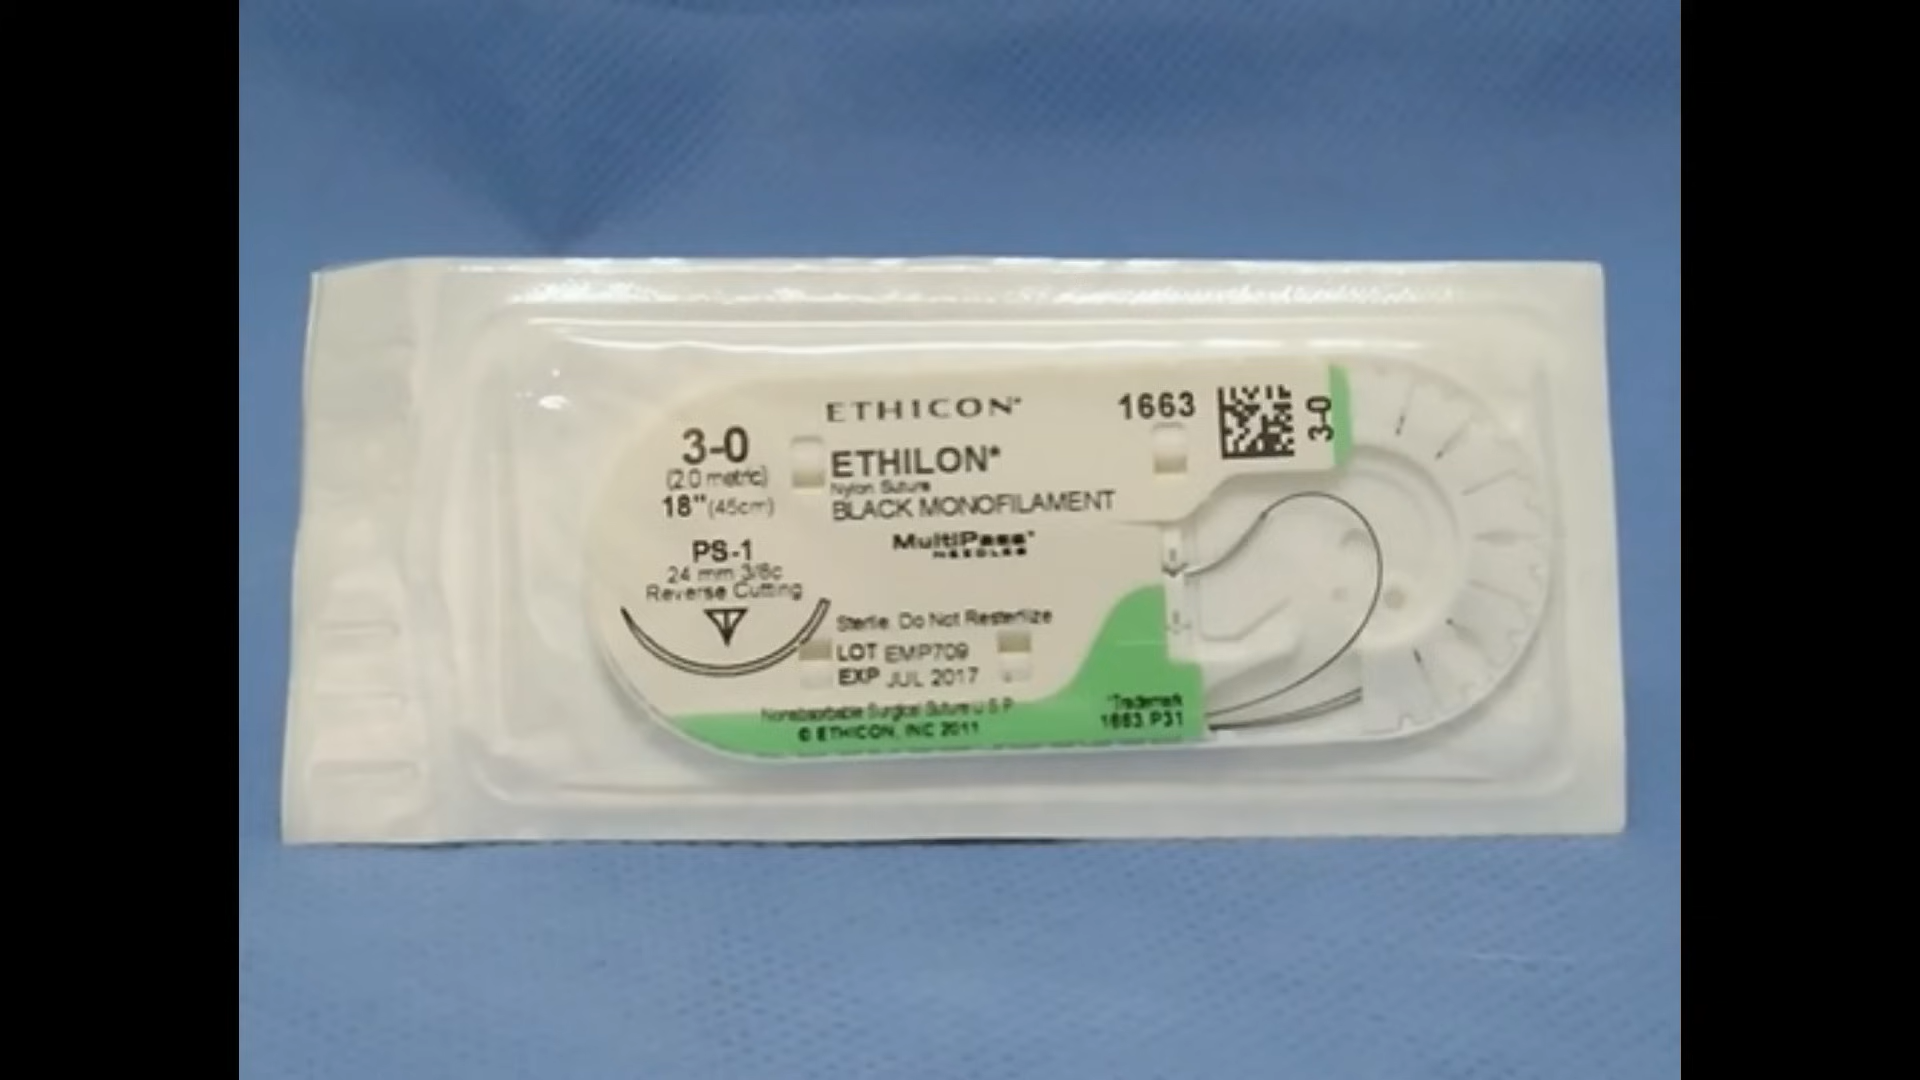 ETHICON*
1663
3-0
3-0
(2.0 metric)
18" (45cm)
ETHILON*
Nylon Suture
BLACK MONOFILAMENT
MultiPass*
NEEDLES
PS-1
24 mm 3/8c
Reverse Cutting
Sterile. Do Not Resterilize
LOT EMP709
EXP JUL 2017
Nonabsorbable Surgical Suture U S P
© ETHICON, INC 2011
*Trademark
1663.P31